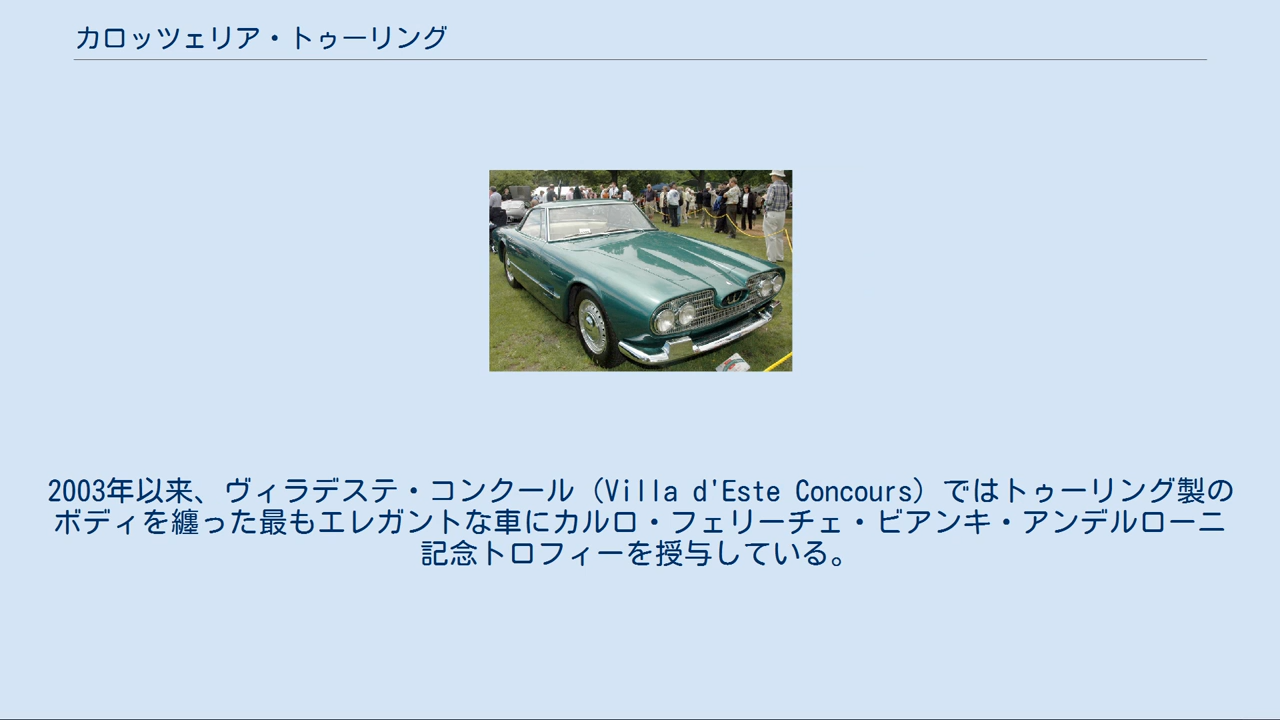 カロッツェリア・トゥーリング
2003年以来、ヴィラデステ・コンクール（Villa d'Este Concours）ではトゥーリング製の
ボディを纏った最もエレガントな車にカルロ・フェリーチェ・ビアンキ・アンデルローニ
記念トロフィーを授与している。